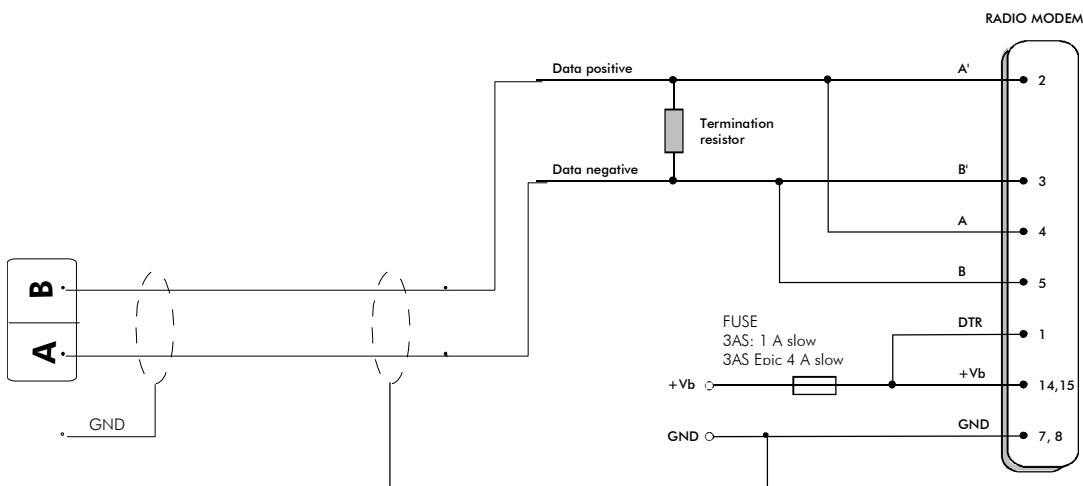 RADIO MODEM
Data positive
A'
2
Termination
resistor
Data negative
B'
3
A
4
B
B
5
FUSE
3AS: 1 A slow
3AS Epic 4 A slow
DTR
1
A
+Vb
+Vb
14,15
GND
GND
GND
7, 8